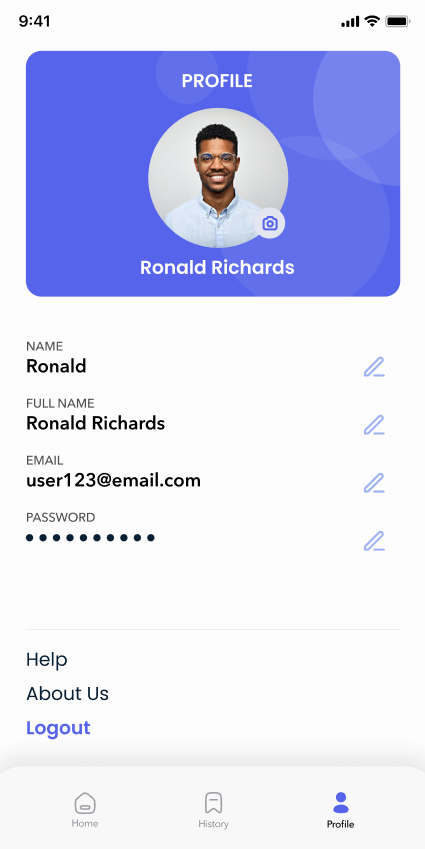 9:41
PROFILE
Ronald Richards
NAME
Ronald
FULL NAME
Ronald Richards
EMAIL
user123@email.com
PASSWORD
••••••••••
Help
About Us
Logout
Home
History
Profile